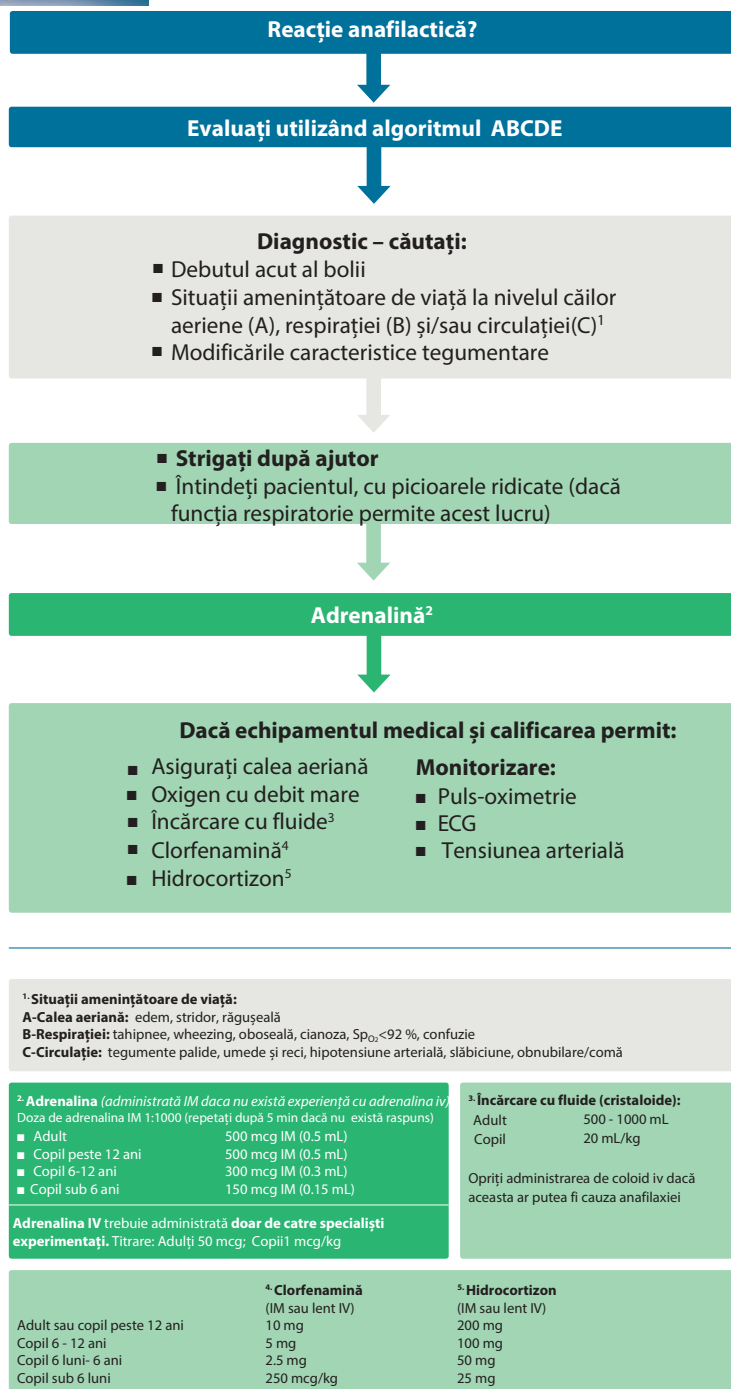 Reacție anafilactică?
Evaluați utilizând algoritmul ABCDE
Diagnostic – căutați:
■ Debutul acut al bolii
■ Situații amenințătoare de viață la nivelul căilor
aeriene (A), respirației (B) și/sau circulației(C)¹
■ Modificările caracteristice tegumentare
■ Strigați după ajutor
■ Întindeți pacientul, cu picioarele ridicate (dacă
funcția respiratorie permite acest lucru)
Adrenalină²
Dacă echipamentul medical și calificarea permit:
■ Asigurați calea aeriană
■ Oxigen cu debit mare
■ Încărcare cu fluide³
■ Clorfenamină⁴
■ Hidrocortizon⁵
Monitorizare:
■ Puls-oximetrie
■ ECG
■ Tensiunea arterială
¹·Situații amenințătoare de viață:
A-Calea aeriană: edem, stridor, răgușeală
B-Respirației: tahipnee, wheezing, oboseală, cianoza, SpO₂<92 %, confuzie
C-Circulație: tegumente palide, umede și reci, hipotensiune arterială, slăbiciune, obnubilare/comă
²·Adrenalina (administrată IM daca nu există experiență cu adrenalina iv)
Doza de adrenalina IM 1:1000 (repetați după 5 min dacă nu există raspuns)
■ Adult 500 mcg IM (0.5 mL)
■ Copil peste 12 ani 500 mcg IM (0.5 mL)
■ Copil 6-12 ani 300 mcg IM (0.3 mL)
■ Copil sub 6 ani 150 mcg IM (0.15 mL)
Adrenalina IV trebuie administrată doar de catre specialiști
experimentați. Titrare: Adulți 50 mcg; Copii1 mcg/kg
³·Încărcare cu fluide (cristaloide):
Adult 500 - 1000 mL
Copil 20 mL/kg
Opriți administrarea de coloid iv dacă
aceasta ar putea fi cauza anafilaxiei
⁴·Clorfenamină ⁵·Hidrocortizon
(IM sau lent IV) (IM sau lent IV)
Adult sau copil peste 12 ani 10 mg 200 mg
Copil 6 - 12 ani 5 mg 100 mg
Copil 6 luni- 6 ani 2.5 mg 50 mg
Copil sub 6 luni 250 mcg/kg 25 mg